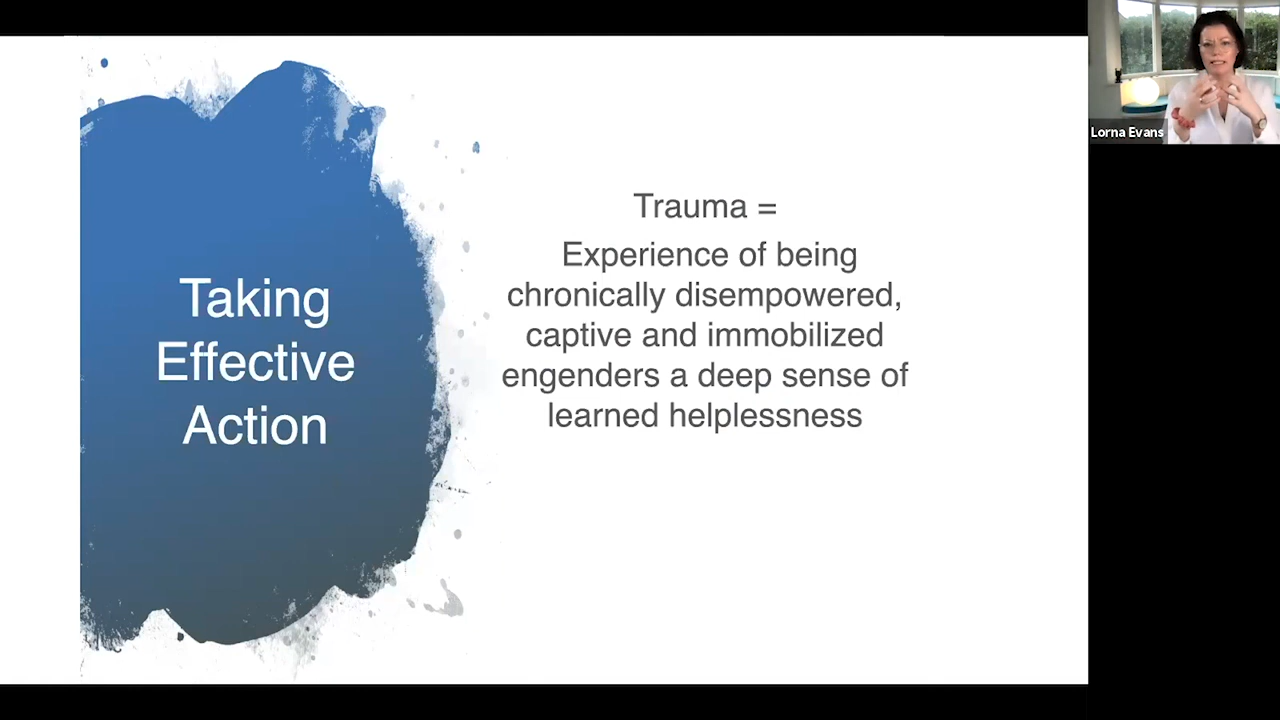 Taking
Effective
Action
Trauma =
Experience of being
chronically disempowered,
captive and immobilized
engenders a deep sense of
learned helplessness
Lorna Evans